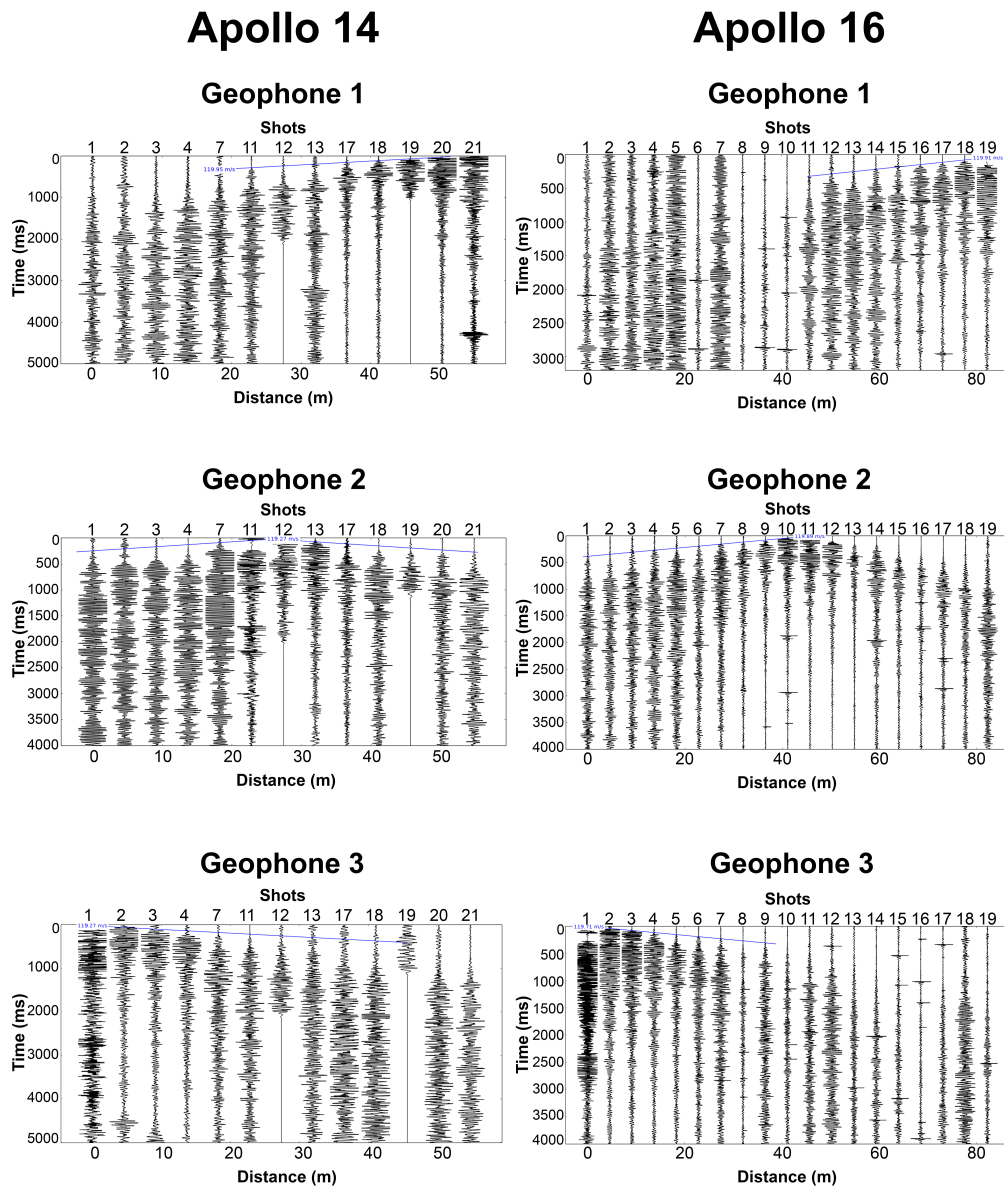 Apollo 14
Apollo 16
Geophone 1
Shots
1 2 3 4 7 11 12 13 17 18 19 20 21
119.95 m/s
Time (ms)
0
1000
2000
3000
4000
5000
0 10 20 30 40 50
Distance (m)
Geophone 1
Shots
1 2 3 4 5 6 7 8 9 10 11 12 13 14 15 16 17 18 19
119.91 m/s
Time (ms)
0
500
1000
1500
2000
2500
3000
0 20 40 60 80
Distance (m)
Geophone 2
Shots
1 2 3 4 7 11 12 13 17 18 19 20 21
119.27 m/s
Time (ms)
0
500
1000
1500
2000
2500
3000
3500
4000
0 10 20 30 40 50
Distance (m)
Geophone 2
Shots
1 2 3 4 5 6 7 8 9 10 11 12 13 14 15 16 17 18 19
119.89 m/s
Time (ms)
0
500
1000
1500
2000
2500
3000
3500
4000
0 20 40 60 80
Distance (m)
Geophone 3
Shots
1 2 3 4 7 11 12 13 17 18 19 20 21
119.27 m/s
Time (ms)
0
1000
2000
3000
4000
5000
0 10 20 30 40 50
Distance (m)
Geophone 3
Shots
1 2 3 4 5 6 7 8 9 10 11 12 13 14 15 16 17 18 19
119.71 m/s
Time (ms)
0
500
1000
1500
2000
2500
3000
3500
4000
0 20 40 60 80
Distance (m)